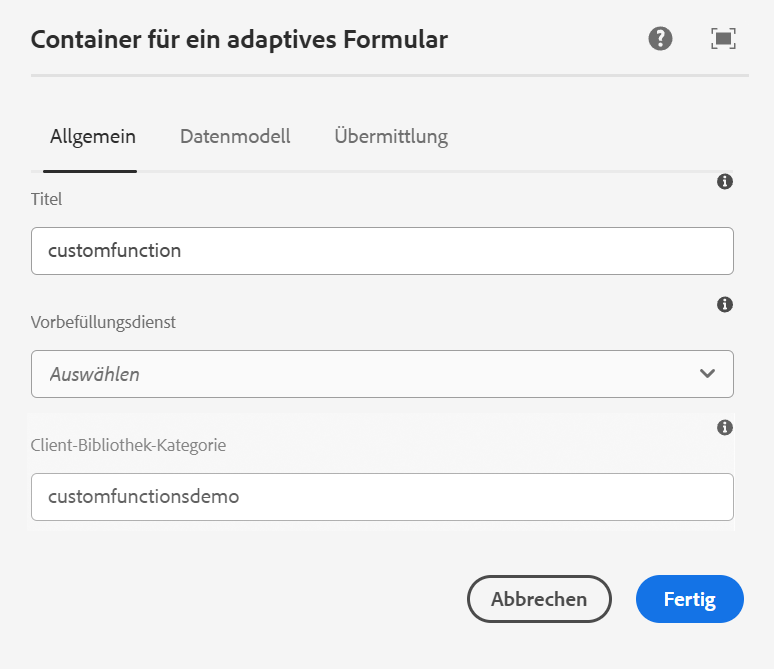 Container für ein adaptives Formular
Allgemein Datenmodell Übermittlung
Titel
customfunction
Vorbefüllungsdienst
Auswählen
Client-Bibliothek-Kategorie
customfunctionsdemo
Abbrechen Fertig